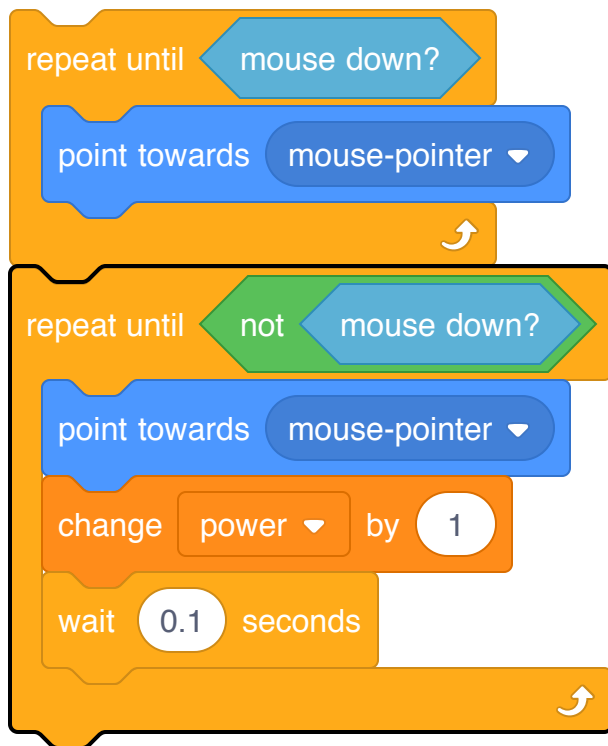 repeat until mouse down?
point towards mouse-pointer
repeat until not mouse down?
point towards mouse-pointer
change power by 1
wait 0.1 seconds